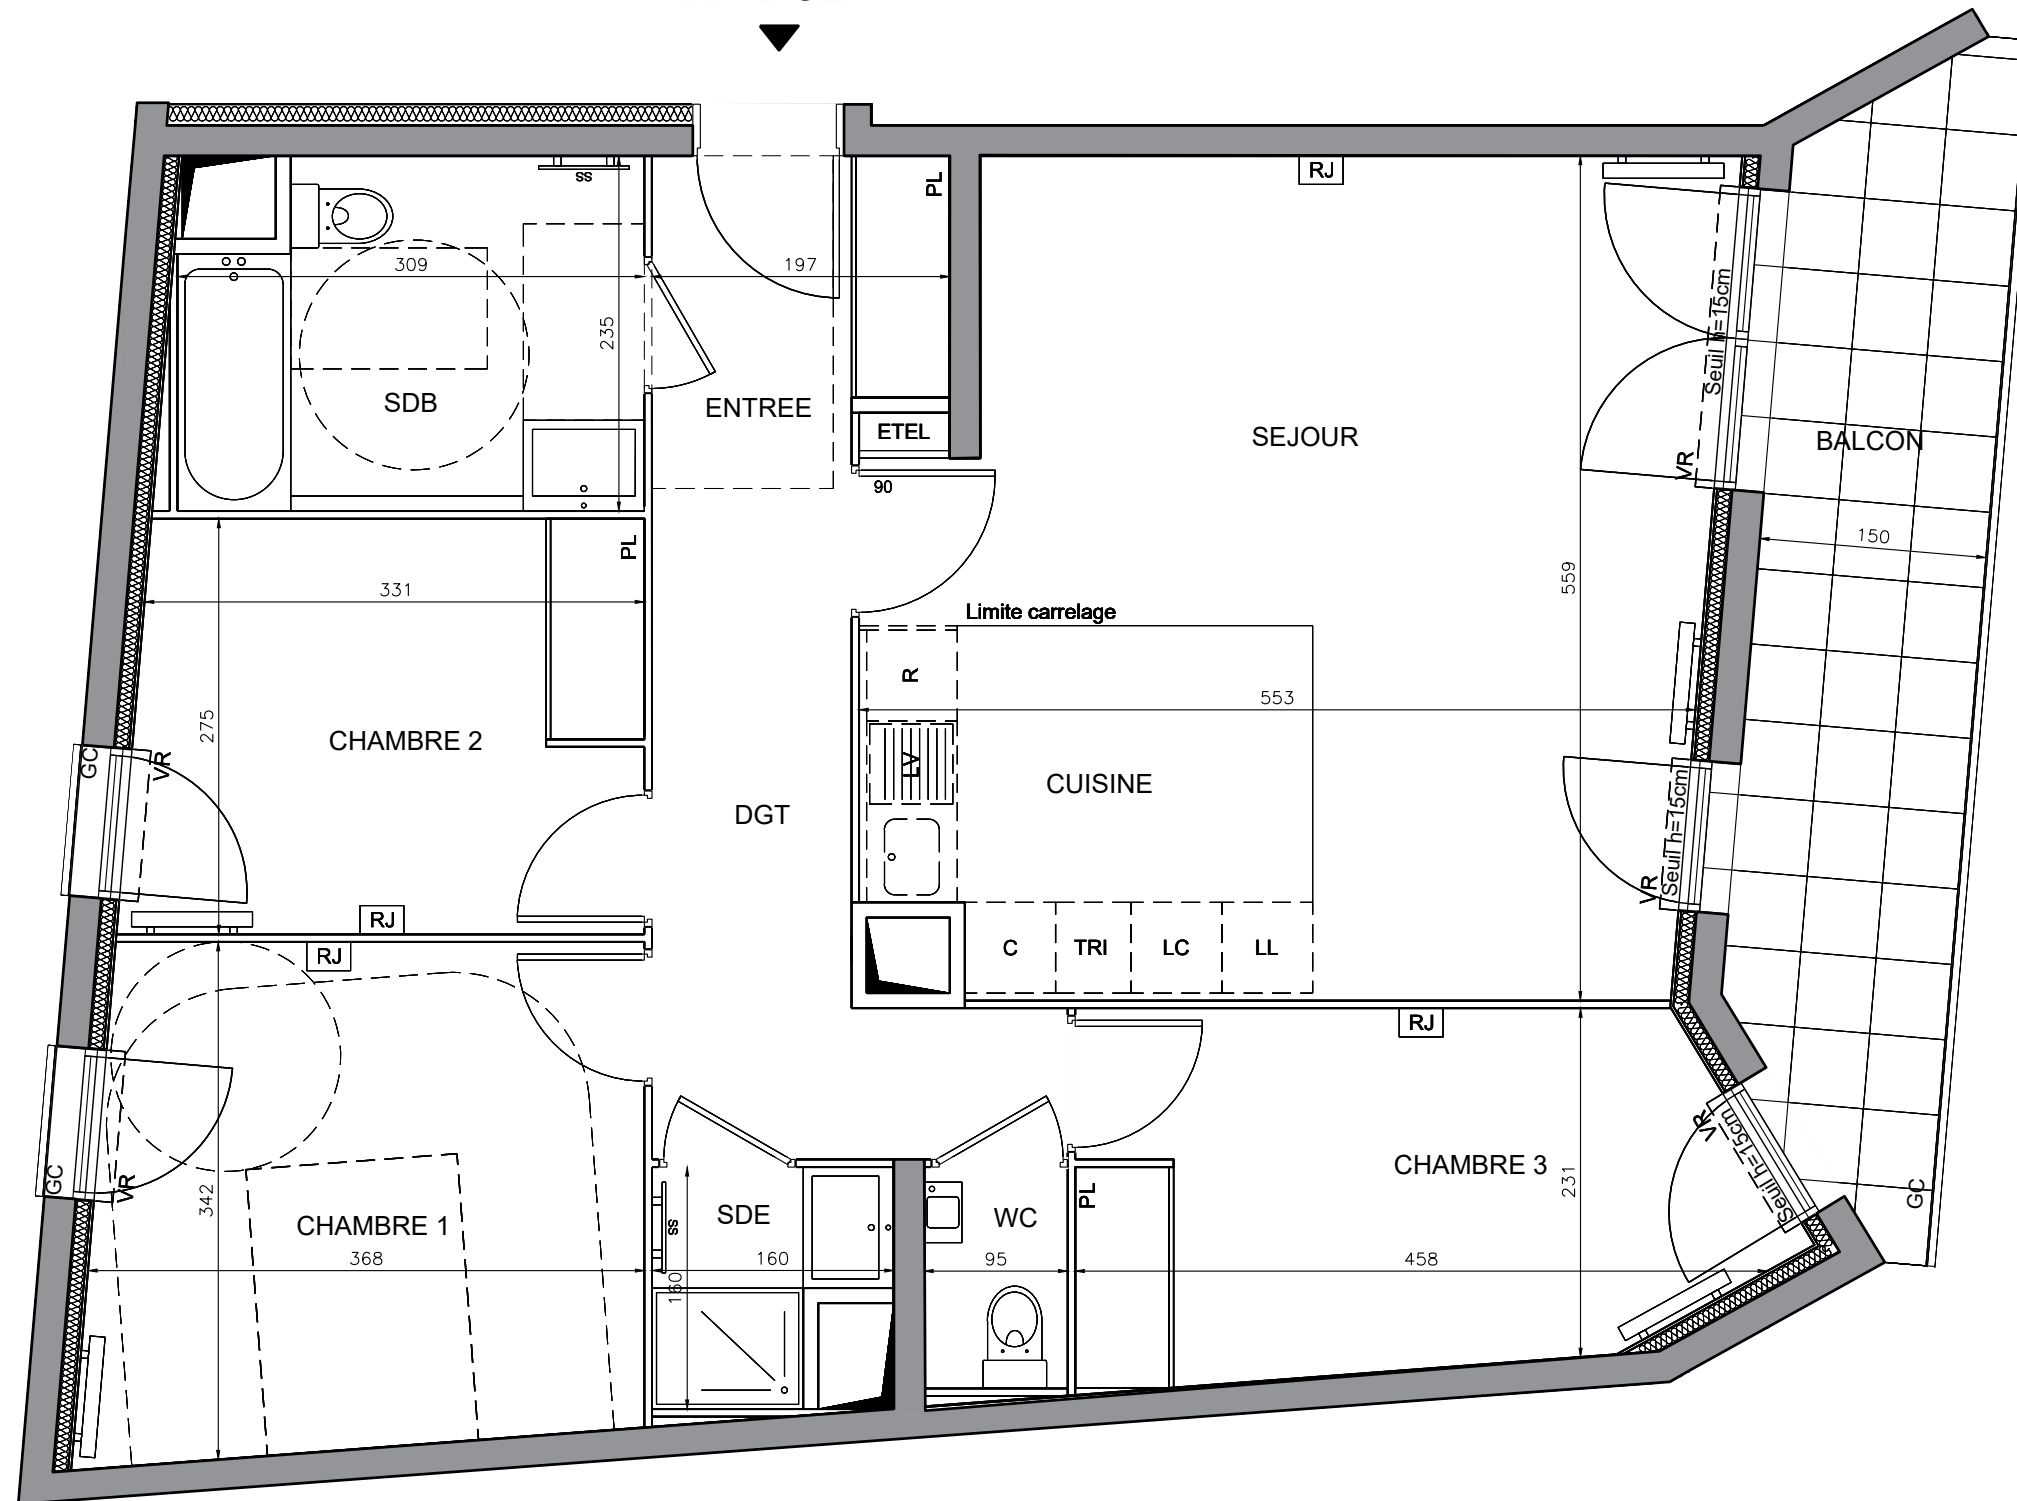 RJ
PL
SS
309
197
235
SDB
ENTREE
SEJOUR
BALCON
ETEL
90
Seuil h=15cm
VR
150
PL
331
559
Limite carrelage
R
553
275
LV
CHAMBRE 2
CUISINE
DGT
GC
VR
Seuil h=15cm
VR
RJ
RJ
C
TRI
LC
LL
RJ
VR
Seuil h=15cm
GC
VR
342
CHAMBRE 1
368
SDE
SS
160
160
WC
95
PL
CHAMBRE 3
231
458
GC